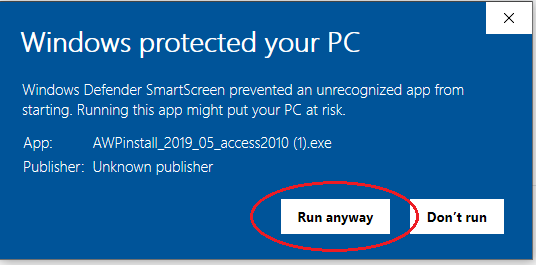 Windows protected your PC
Windows Defender SmartScreen prevented an unrecognized app from
starting. Running this app might put your PC at risk.
App: AWPinstall_2019_05_access2010 (1).exe
Publisher: Unknown publisher
Run anyway Don't run